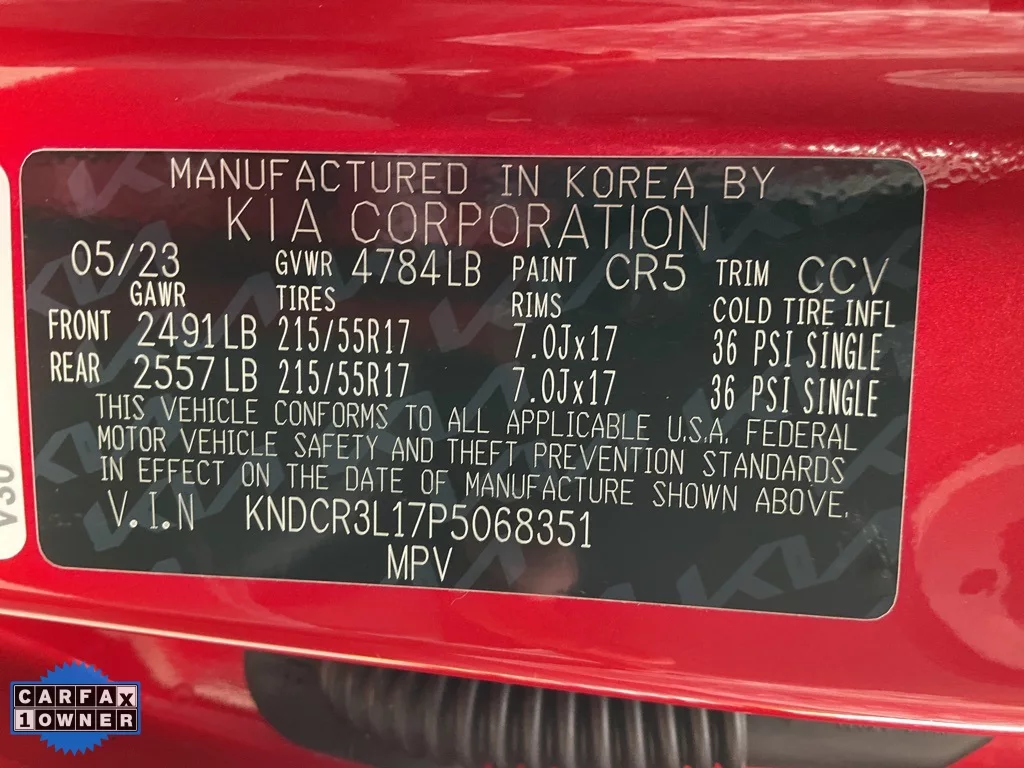 MANUFACTURED IN KOREA BY
KIA CORPORATION
05/23 GVWR 4784LB PAINT CR5 TRIM CCV
GAWR TIRES RIMS COLD TIRE INFL
FRONT 2491LB 215/55R17 7.0Jx17 36 PSI SINGLE
REAR 2557LB 215/55R17 7.0Jx17 36 PSI SINGLE
THIS VEHICLE CONFORMS TO ALL APPLICABLE U.S.A. FEDERAL
MOTOR VEHICLE SAFETY AND THEFT PREVENTION STANDARDS
IN EFFECT ON THE DATE OF MANUFACTURE SHOWN ABOVE.
V.I.N KNDCR3L17P5068351
MPV
V30
CARFAX
1 OWNER